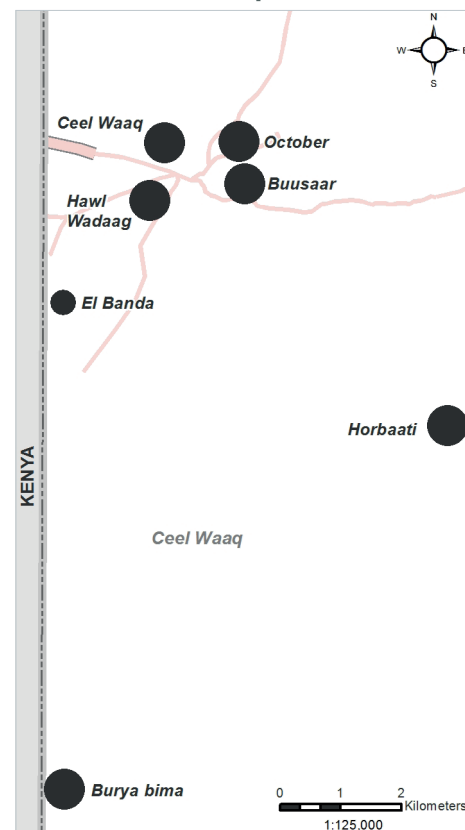 N
W
E
S
Ceel Waaq
October
Buusaar
Hawl
Wadaag
El Banda
Horbaati
KENYA
Ceel Waaq
Burya bima
0 1 2
Kilometers
1:125.000